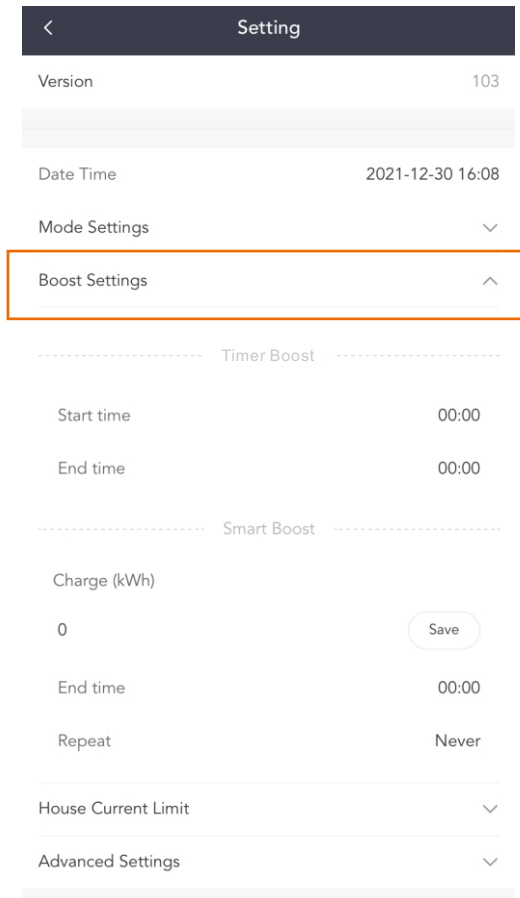 Setting
Version 103
Date Time 2021-12-30 16:08
Mode Settings
Boost Settings
Timer Boost
Start time 00:00
End time 00:00
Smart Boost
Charge (kWh)
0 Save
End time 00:00
Repeat Never
House Current Limit
Advanced Settings